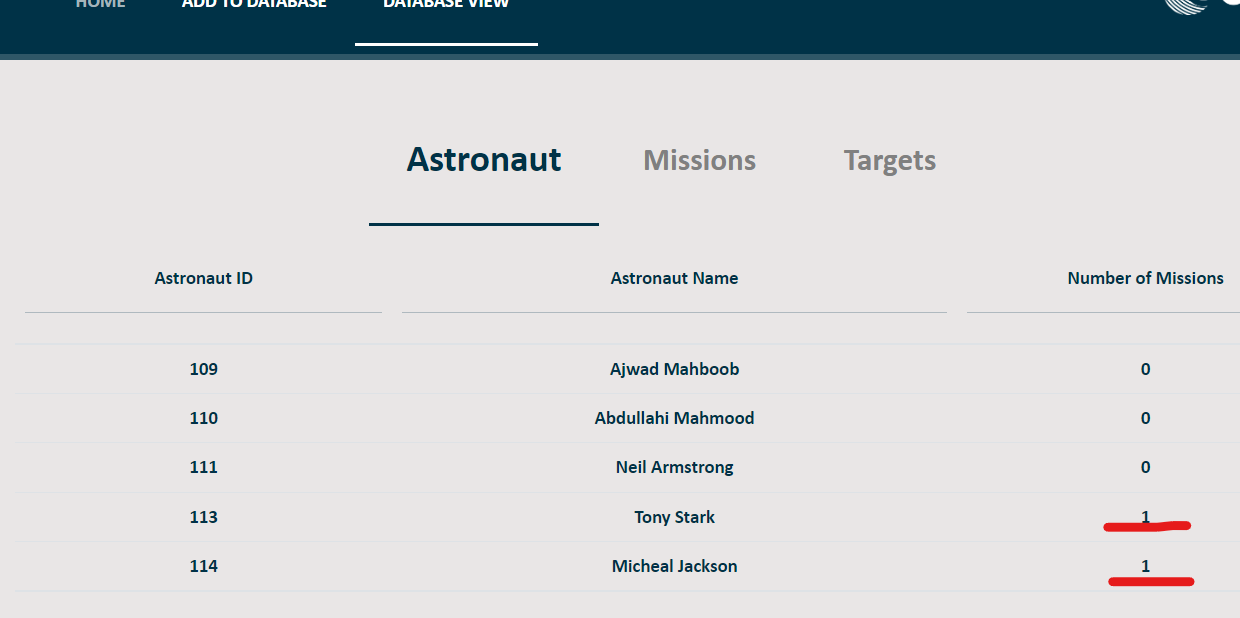 HOME ADD TO DATABASE DATABASE VIEW
Astronaut Missions Targets
Astronaut ID Astronaut Name Number of Missions
109 Ajwad Mahboob 0
110 Abdullahi Mahmood 0
111 Neil Armstrong 0
113 Tony Stark 1
114 Micheal Jackson 1